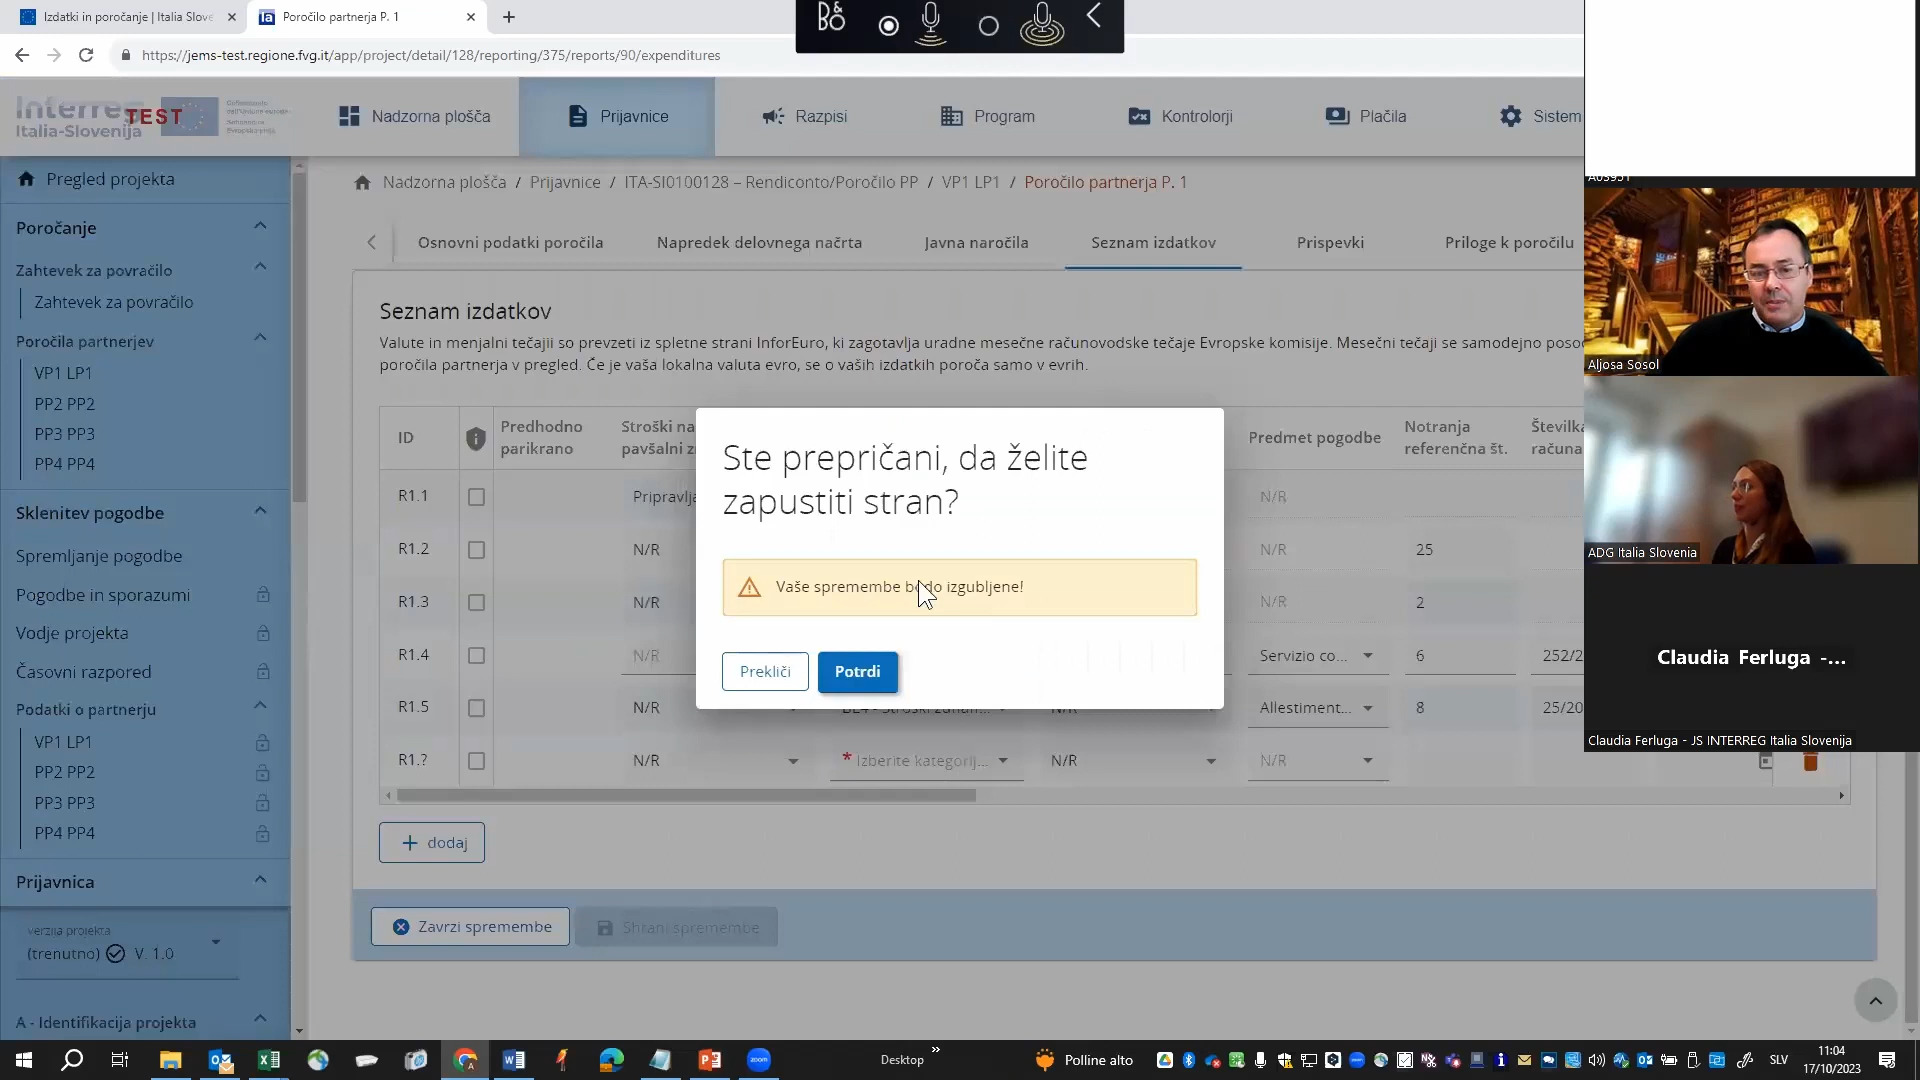 Izdatki in poročanje | Italia Slove
Poročilo partnerja P. 1
https://jems-test.regione.fvg.it/app/project/detail/128/reporting/375/reports/90/expenditures
Interreg
TEST
Italia-Slovenija
Nadzorna plošča
Prijavnice
Razpisi
Program
Kontrolorji
Plačila
Sistem
Pregled projekta
Poročanje
Zahtevek za povračilo
Zahtevek za povračilo
Poročila partnerjev
VP1 LP1
PP2 PP2
PP3 PP3
PP4 PP4
Sklenitev pogodbe
Spremljanje pogodbe
Pogodbe in sporazumi
Vodje projekta
Časovni razpored
Podatki o partnerju
VP1 LP1
PP2 PP2
PP3 PP3
PP4 PP4
Prijavnica
Verzija projekta
(trenutno) V. 1.0
A - Identifikacija projekta
Nadzorna plošča / Prijavnice / ITA-SI0100128 – Rendiconto/Poročilo PP / VP1 LP1 / Poročilo partnerja P. 1
Osnovni podatki poročila
Napredek delovnega načrta
Javna naročila
Seznam izdatkov
Prispevki
Priloge k poročilu
Seznam izdatkov
Valute in menjalni tečajii so prevzeti iz spletne strani InforEuro, ki zagotavlja uradne mesečne računovodske tečaje Evropske komisije. Mesečni tečaji se samodejno
poročila partnerja v pregled. Če je vaša lokalna valuta evro, se o vaših izdatkih poroča samo v evrih.
ID
Predhodno
parikrano
Stroški na
pavšalni z
Predmet pogodbe
Notranja
referenčna št.
Številka
računa
R1.1
Pripravlja
N/R
R1.2
N/R
N/R
25
R1.3
N/R
N/R
2
R1.4
N/R
Servizio co...
6
252/2
R1.5
N/R
N/R
Allestiment...
8
25/20
R1.?
N/R
* Izberite kategorij...
N/R
N/R
+ dodaj
Zavrzi spremembe
Shrani spremembe
Ste prepričani, da želite
zapustiti stran?
Vaše spremembe bodo izgubljene!
Prekliči
Potrdi
Aljosa Sosol
ADG Italia Slovenia
Claudia Ferluga -...
Claudia Ferluga - JS INTERREG Italia Slovenija
Desktop
Polline alto
SLV
11:04
17/10/2023